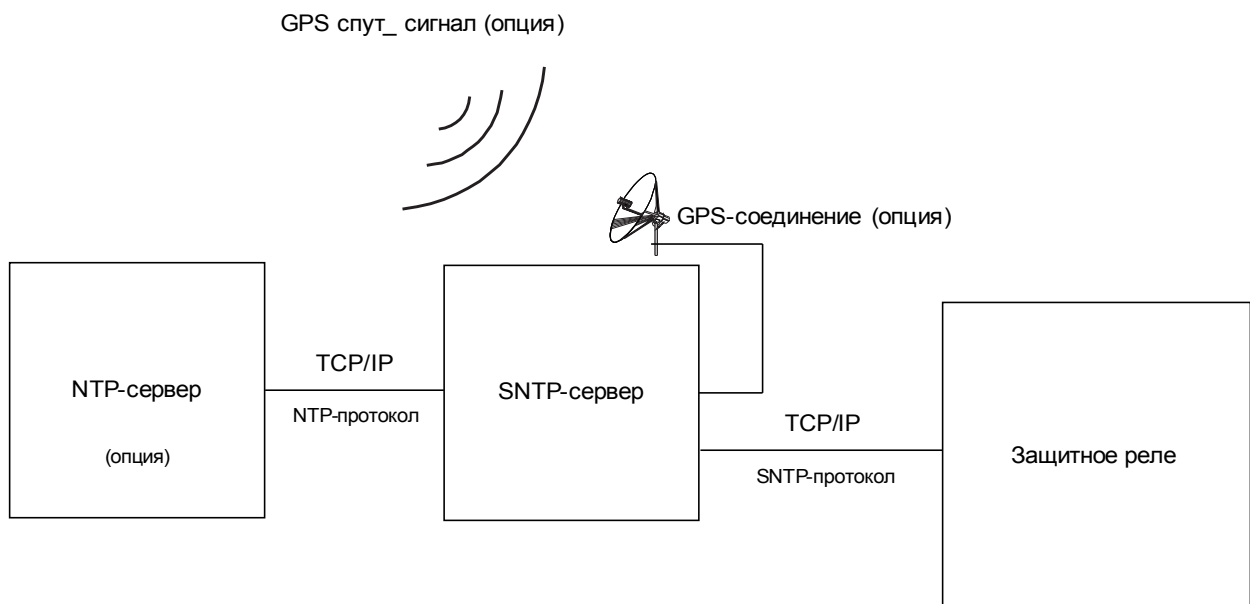 GPS спут_ сигнал (опция)
GPS-соединение (опция)
NTP-сервер
(опция)
TCP/IP
NTP-протокол
SNTP-сервер
TCP/IP
SNTP-протокол
Защитное реле